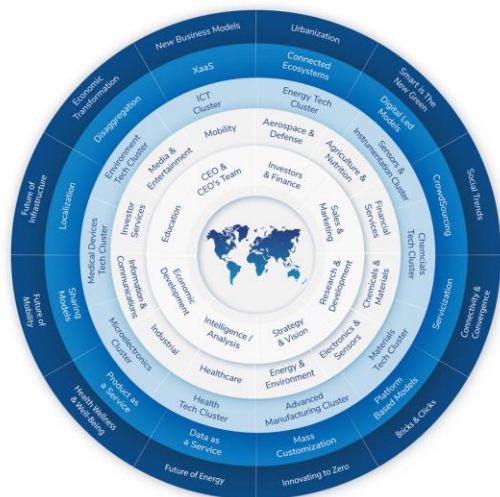 New Business Models
Urbanization
Smart is The
New Green
Social Trends
Connectivity &
Convergence
Bricks & Clicks
Innovating to Zero
Future of Energy
Health Wellness
& Well-Being
Future of
Mobility
Future of
Infrastructure
Economic
Transformation
XaaS
Connected
Ecosystems
Digital Led
Models
CrowdSourcing
Servicization
Platform
Based Models
Mass
Customization
Data as
a Service
Product as
a Service
Sharing
Models
Localization
Disaggregation
ICT
Cluster
Energy Tech
Cluster
Sensors &
Instrumentation Cluster
Chemcials
Tech Cluster
Materials
Tech Cluster
Advanced
Manufacturing Cluster
Health
Tech Cluster
Microelectronics
Cluster
Medical Devices
Tech Cluster
Environment
Tech Cluster
Mobility
Aerospace &
Defense
Agriculture &
Nutrition
Financial
Services
Chemicals &
Materials
Electronics &
Sensors
Energy &
Environment
Healthcare
Industrial
Information &
Communications
Investor
Services
Media &
Entertainment
CEO &
CEO's Team
Investors
& Finance
Sales &
Marketing
Research &
Development
Strategy
& Vision
Intelligence /
Analysis
Economic
Development
Education